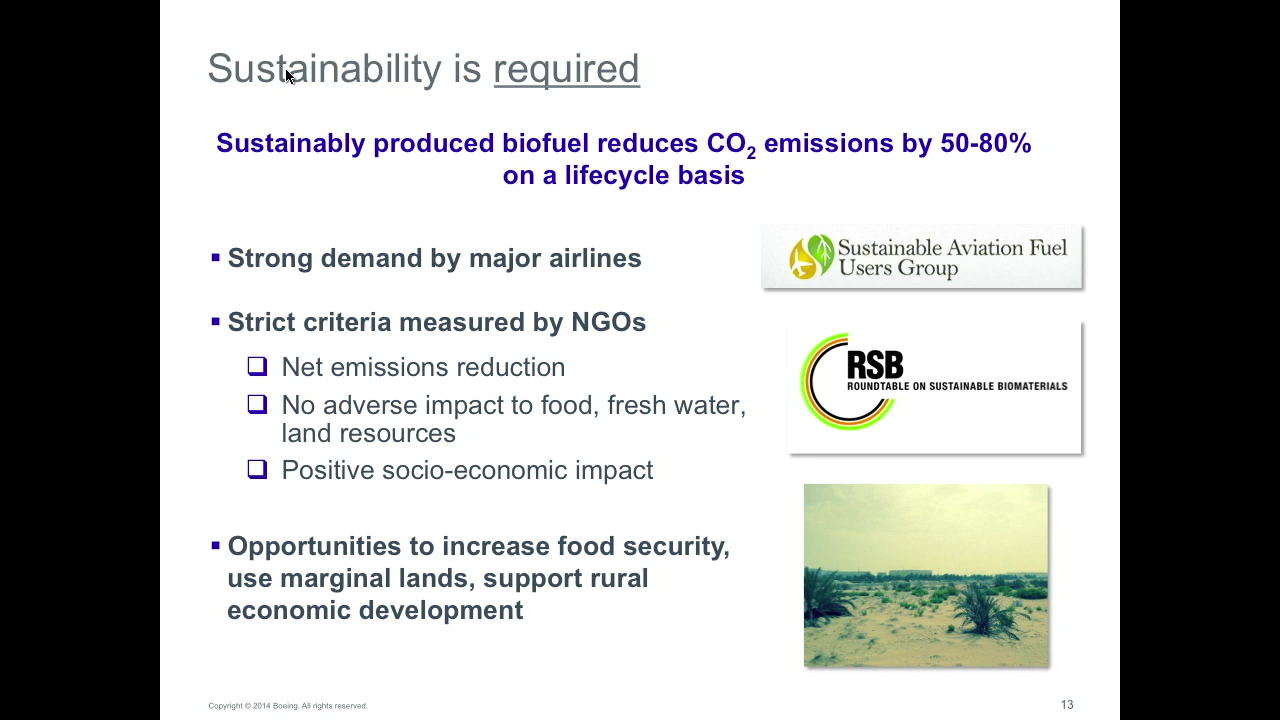 Sustainability is required
Sustainably produced biofuel reduces CO2 emissions by 50-80%
on a lifecycle basis
▪ Strong demand by major airlines
▪ Strict criteria measured by NGOs
❑ Net emissions reduction
❑ No adverse impact to food, fresh water,
land resources
❑ Positive socio-economic impact
▪ Opportunities to increase food security,
use marginal lands, support rural
economic development
Sustainable Aviation Fuel
Users Group
RSB
ROUNDTABLE ON SUSTAINABLE BIOMATERIALS
Copyright © 2014 Boeing. All rights reserved.
13